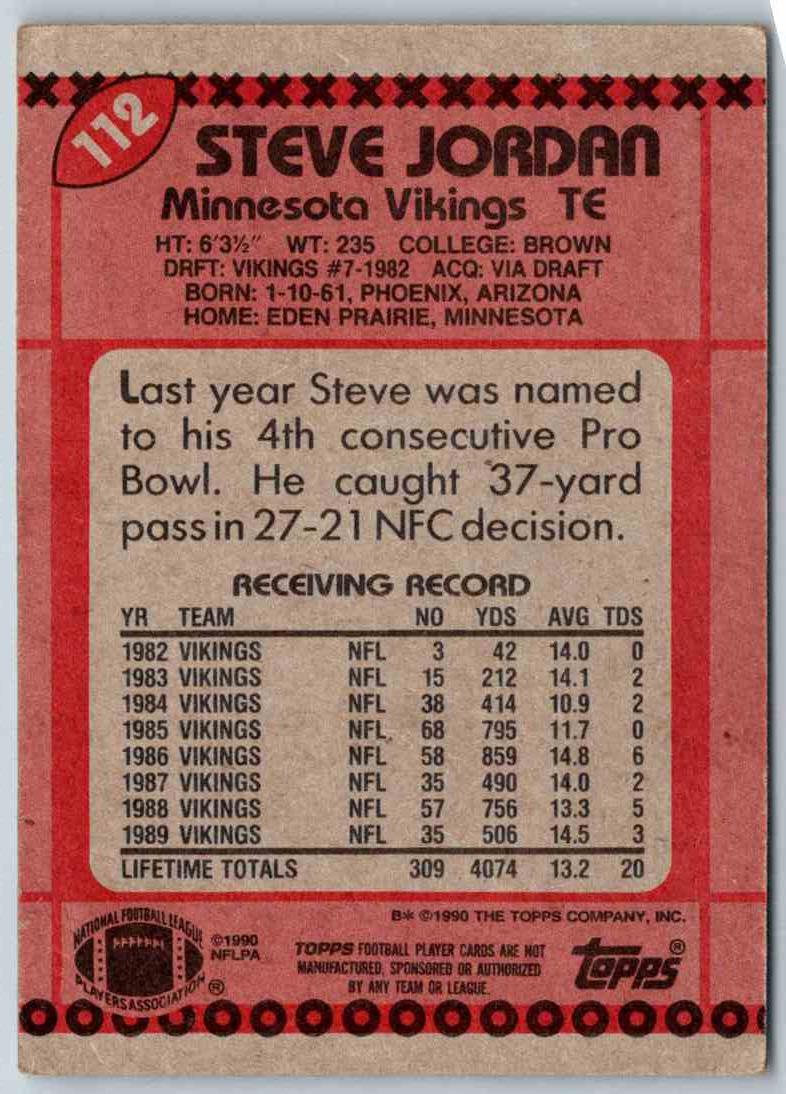 112
STEVE JORDAN
Minnesota Vikings TE
HT: 6'3½" WT: 235 COLLEGE: BROWN
DRFT: VIKINGS #7-1982 ACQ: VIA DRAFT
BORN: 1-10-61, PHOENIX, ARIZONA
HOME: EDEN PRAIRIE, MINNESOTA
Last year Steve was named
to his 4th consecutive Pro
Bowl. He caught 37-yard
pass in 27-21 NFC decision.
RECEIVING RECORD
YR TEAM NO YDS AVG TDS
1982 VIKINGS NFL 3 42 14.0 0
1983 VIKINGS NFL 15 212 14.1 2
1984 VIKINGS NFL 38 414 10.9 2
1985 VIKINGS NFL 68 795 11.7 0
1986 VIKINGS NFL 58 859 14.8 6
1987 VIKINGS NFL 35 490 14.0 2
1988 VIKINGS NFL 57 756 13.3 5
1989 VIKINGS NFL 35 506 14.5 3
LIFETIME TOTALS 309 4074 13.2 20
B* ©1990 THE TOPPS COMPANY, INC.
NATIONAL FOOTBALL LEAGUE
PLAYERS ASSOCIATION ®
©1990
NFLPA
TOPPS FOOTBALL PLAYER CARDS ARE NOT
MANUFACTURED, SPONSORED OR AUTHORIZED
BY ANY TEAM OR LEAGUE.
topps®